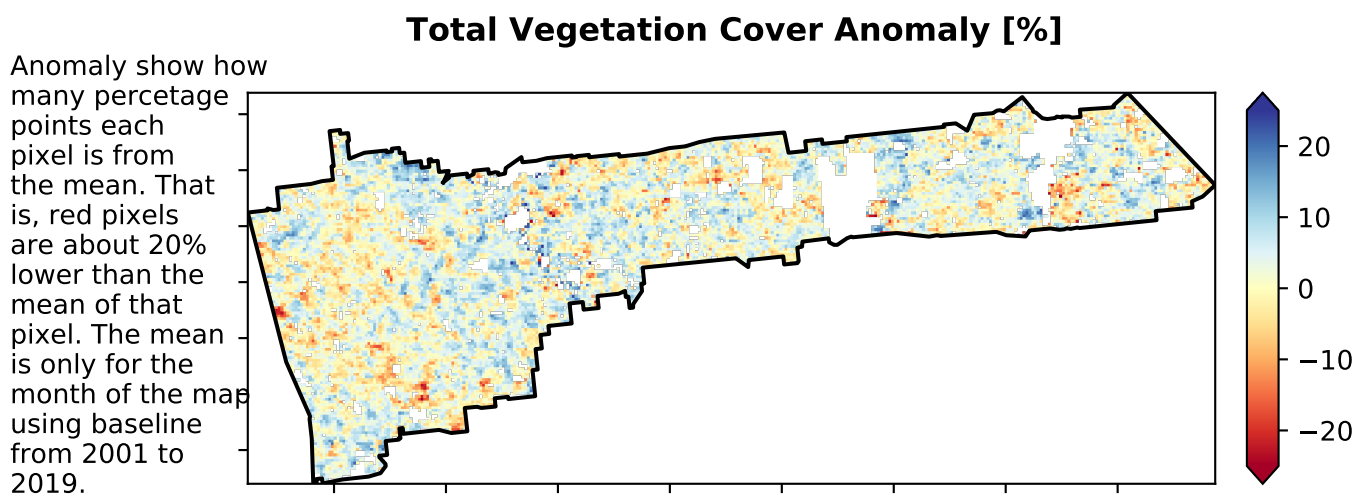 Total Vegetation Cover Anomaly [%]
Anomaly show how
many percetage
points each
pixel is from
the mean. That
is, red pixels
are about 20%
lower than the
mean of that
pixel. The mean
is only for the
month of the map
using baseline
from 2001 to
2019.
20
10
0
−10
−20